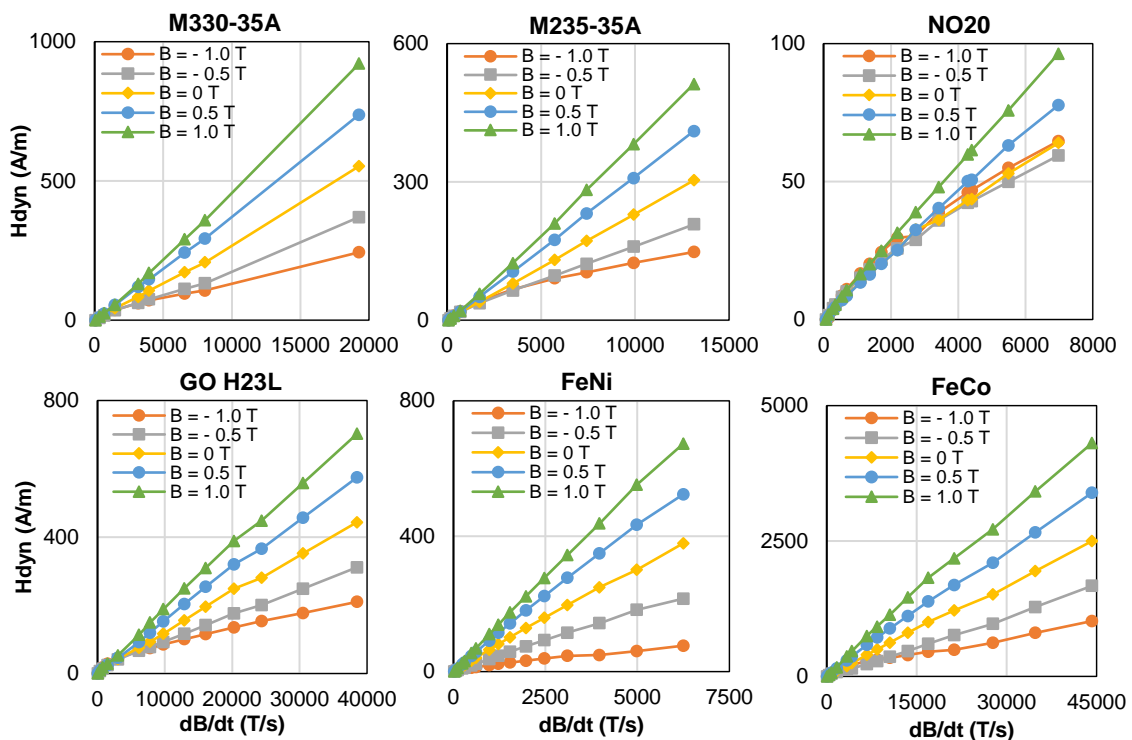 M330-35A
1000
500
0
Hdyn (A/m)
B = - 1.0 T
B = - 0.5 T
B = 0 T
B = 0.5 T
B = 1.0 T
0 5000 10000 15000 20000
M235-35A
600
300
0
B = - 1.0 T
B = - 0.5 T
B = 0 T
B = 0.5 T
B = 1.0 T
0 5000 10000 15000
NO20
100
50
0
B = - 1.0 T
B = - 0.5 T
B = 0 T
B = 0.5 T
B = 1.0 T
0 2000 4000 6000 8000
GO H23L
800
400
0
Hdyn (A/m)
B = - 1.0 T
B = - 0.5 T
B = 0 T
B = 0.5 T
B = 1.0 T
0 10000 20000 30000 40000
dB/dt (T/s)
FeNi
800
400
0
B = - 1.0 T
B = - 0.5 T
B = 0 T
B = 0.5 T
B = 1.0 T
0 2500 5000 7500
dB/dt (T/s)
FeCo
5000
2500
0
B = - 1.0 T
B = - 0.5 T
B = 0 T
B = 0.5 T
B = 1.0 T
0 15000 30000 45000
dB/dt (T/s)